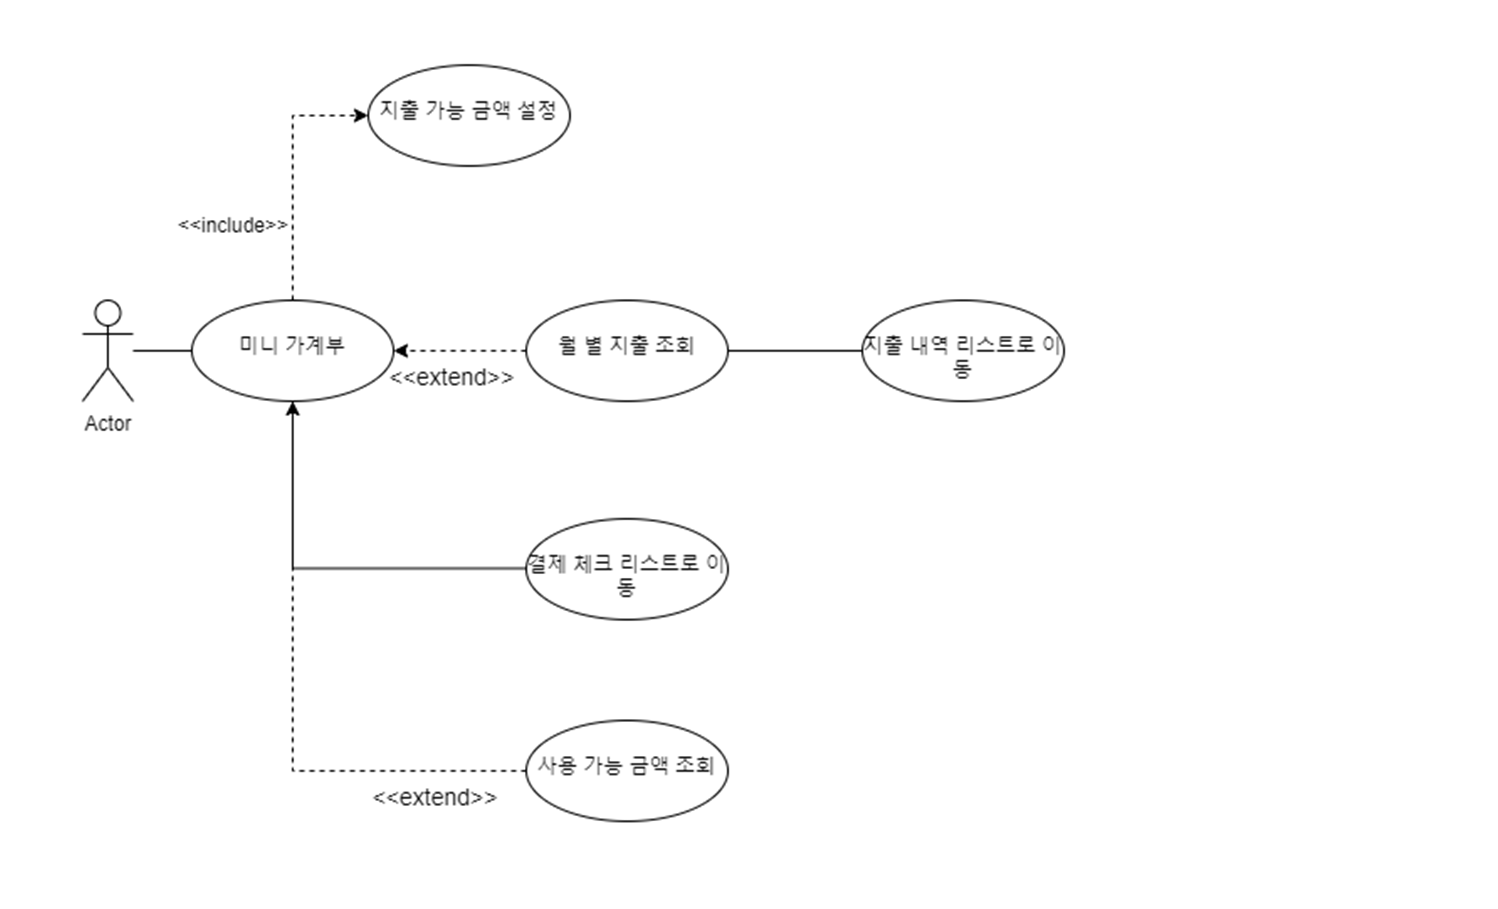 지출 가능 금액 설정
<<include>>
미니 가계부
월 별 지출 조회
지출 내역 리스트로 이
동
<<extend>>
Actor
결제 체크 리스트로 이
동
사용 가능 금액 조회
<<extend>>